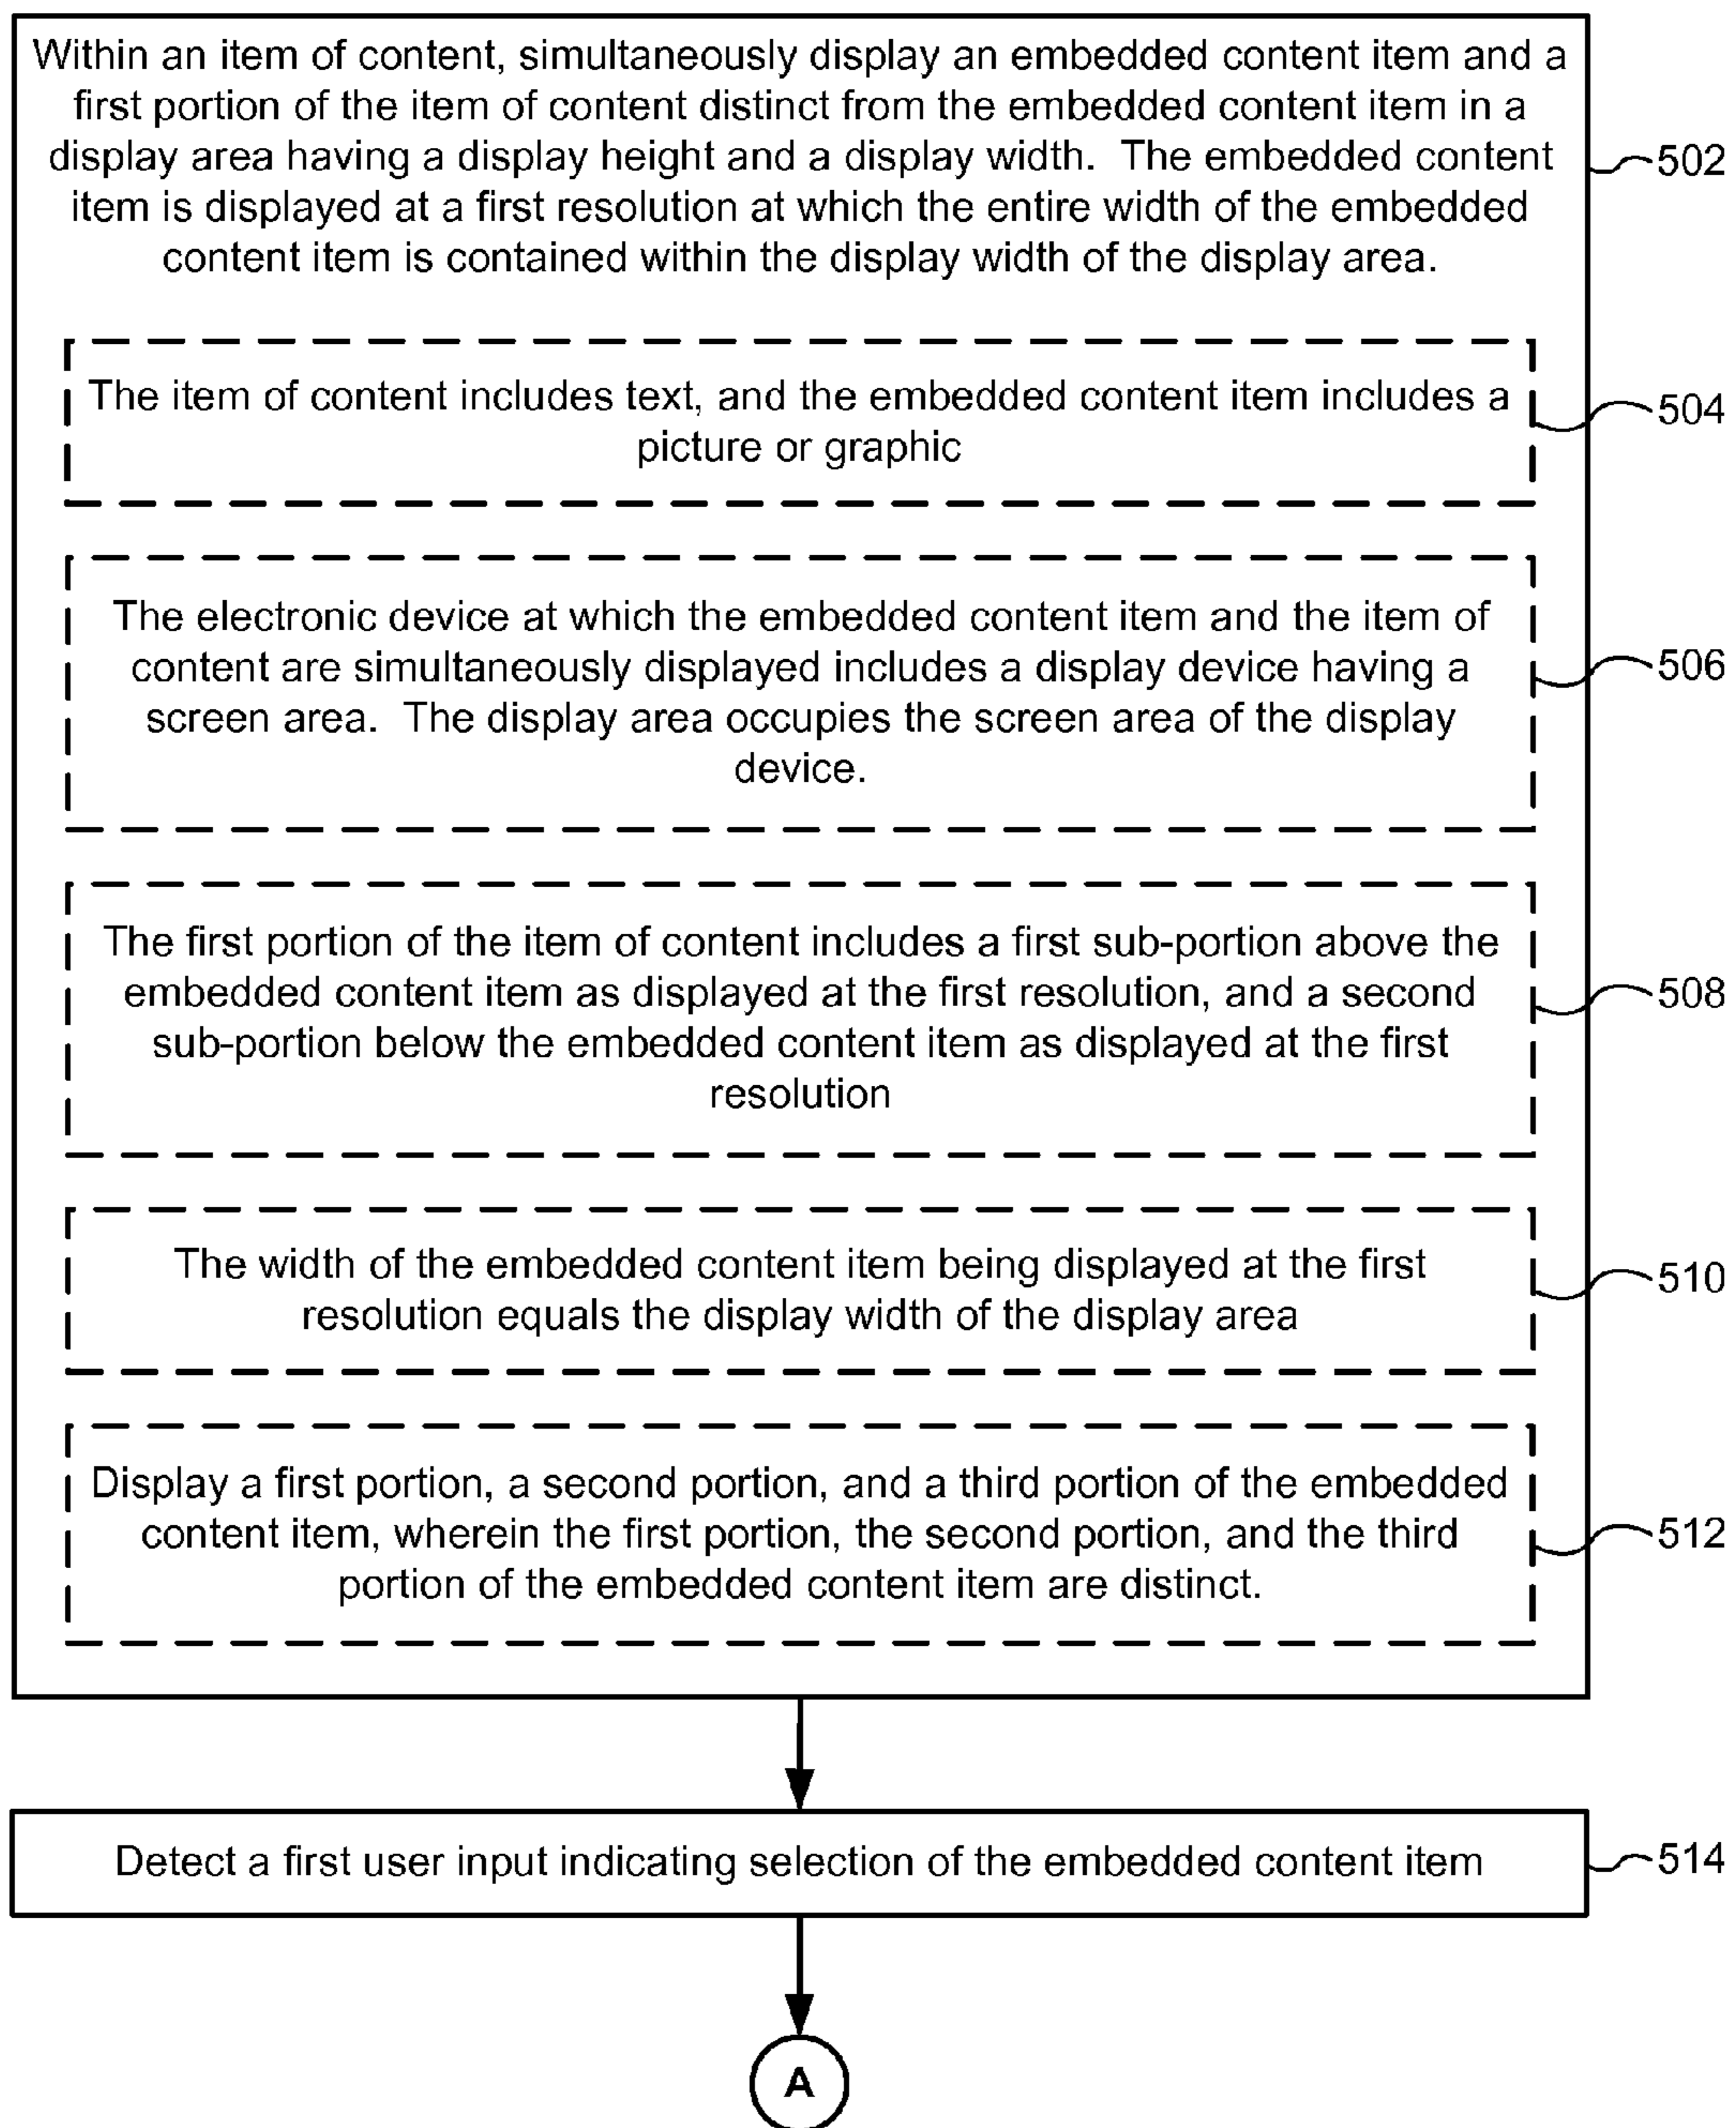 Within an item of content, simultaneously display an embedded content item and a
first portion of the item of content distinct from the embedded content item in a
display area having a display height and a display width.  The embedded content
item is displayed at a first resolution at which the entire width of the embedded
content item is contained within the display width of the display area.
502
The item of content includes text, and the embedded content item includes a
picture or graphic
504
The electronic device at which the embedded content item and the item of
content are simultaneously displayed includes a display device having a
screen area.  The display area occupies the screen area of the display
device.
506
The first portion of the item of content includes a first sub-portion above the
embedded content item as displayed at the first resolution, and a second
sub-portion below the embedded content item as displayed at the first
resolution
508
The width of the embedded content item being displayed at the first
resolution equals the display width of the display area
510
Display a first portion, a second portion, and a third portion of the embedded
content item, wherein the first portion, the second portion, and the third
portion of the embedded content item are distinct.
512
Detect a first user input indicating selection of the embedded content item
514
A